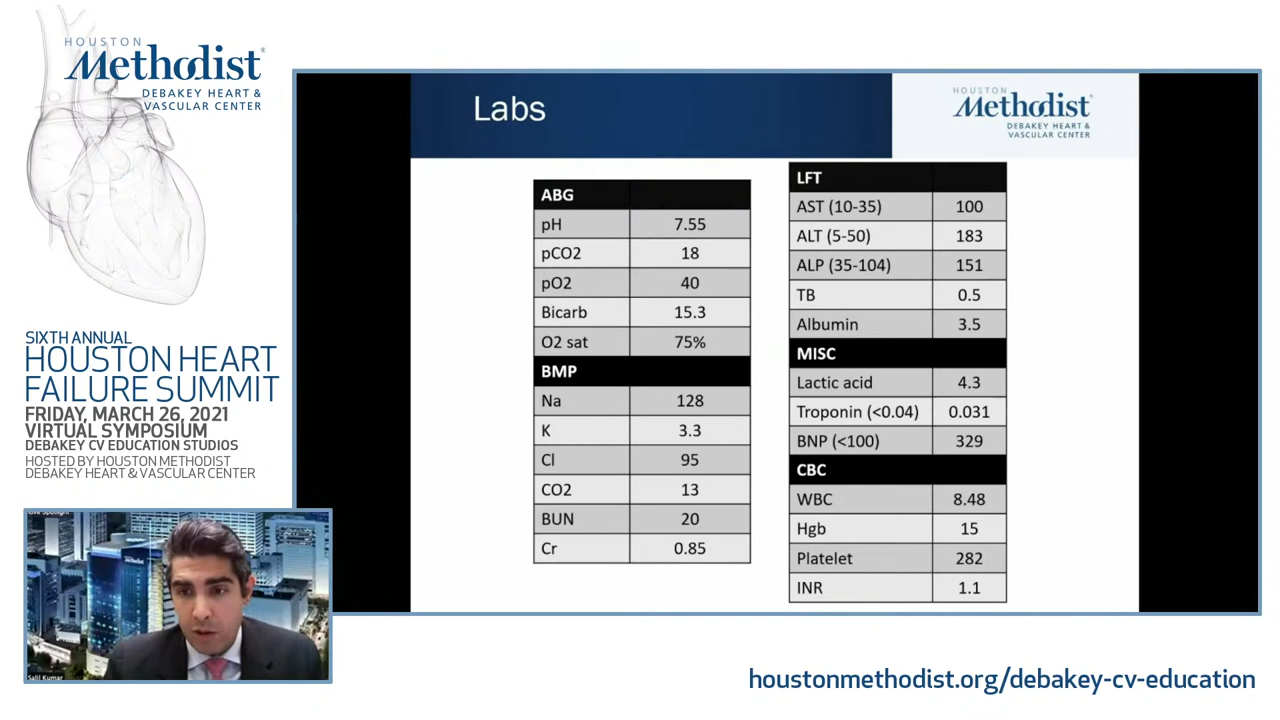 HOUSTON
Methodist
DEBAKEY HEART &
VASCULAR CENTER
SIXTH ANNUAL
HOUSTON HEART
FAILURE SUMMIT
FRIDAY, MARCH 26, 2021
VIRTUAL SYMPOSIUM
DEBAKEY CV EDUCATION STUDIOS
HOSTED BY HOUSTON METHODIST
DEBAKEY HEART & VASCULAR CENTER
Labs
HOUSTON
Methodist
DEBAKEY HEART &
VASCULAR CENTER
ABG
pH 7.55
pCO2 18
pO2 40
Bicarb 15.3
O2 sat 75%
BMP
Na 128
K 3.3
Cl 95
CO2 13
BUN 20
Cr 0.85
LFT
AST (10-35) 100
ALT (5-50) 183
ALP (35-104) 151
TB 0.5
Albumin 3.5
MISC
Lactic acid 4.3
Troponin (<0.04) 0.031
BNP (<100) 329
CBC
WBC 8.48
Hgb 15
Platelet 282
INR 1.1
Salil Kumar
houstonmethodist.org/debakey-cv-education